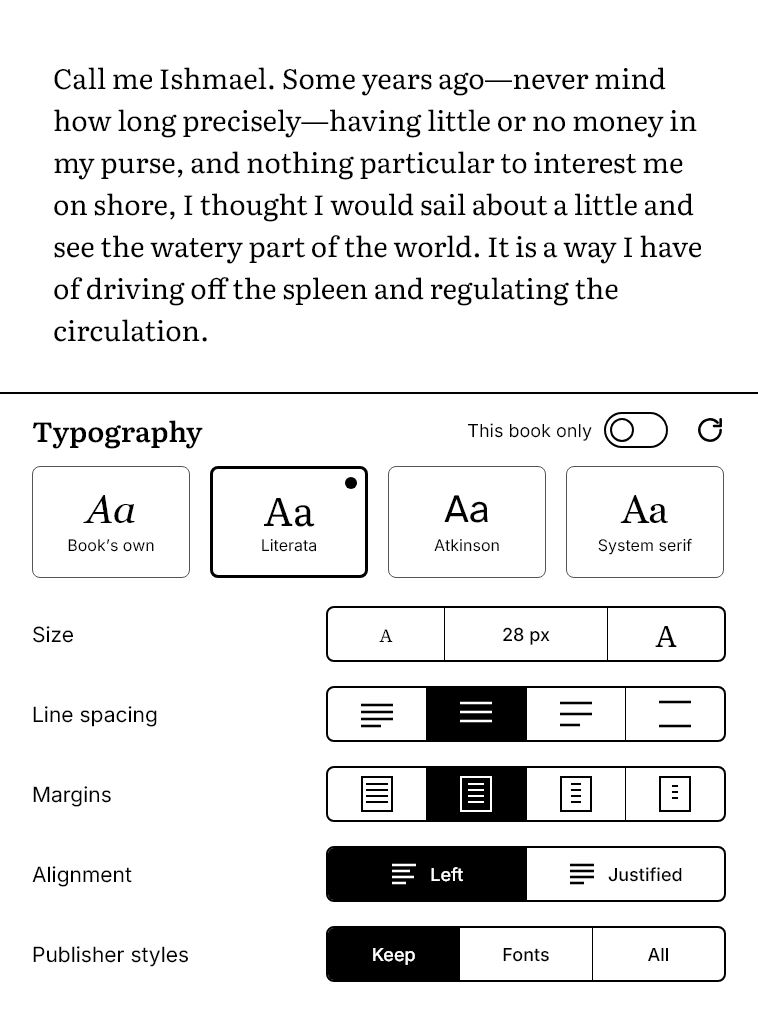 Call me Ishmael. Some years ago—never mind
how long precisely—having little or no money in
my purse, and nothing particular to interest me
on shore, I thought I would sail about a little and
see the watery part of the world. It is a way I have
of driving off the spleen and regulating the
circulation.
Typography
This book only
Aa
Book’s own
Aa
Literata
Aa
Atkinson
Aa
System serif
Size
A
28 px
A
Line spacing
Margins
Alignment
Left
Justified
Publisher styles
Keep
Fonts
All